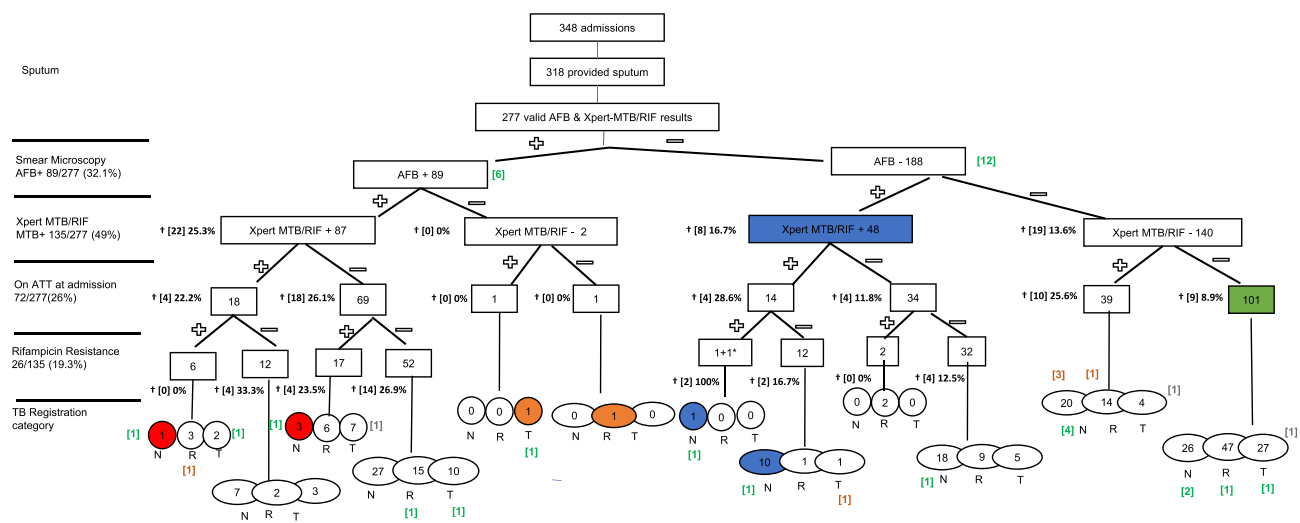 348 admissions
Sputum
318 provided sputum
277 valid AFB & Xpert-MTB/RIF results
Smear Microscopy
AFB+ 89/277 (32.1%)
AFB + 89
[6]
AFB - 188
[12]
Xpert MTB/RIF
MTB+ 135/277 (49%)
† [22] 25.3%
Xpert MTB/RIF + 87
† [0] 0%
Xpert MTB/RIF - 2
† [8] 16.7%
Xpert MTB/RIF + 48
† [19] 13.6%
Xpert MTB/RIF - 140
On ATT at admission
72/277(26%)
† [4] 22.2%
18
† [18] 26.1%
69
† [0] 0%
1
† [0] 0%
1
† [4] 28.6%
14
† [4] 11.8%
34
† [10] 25.6%
39
† [9] 8.9%
101
Rifampicin Resistance
26/135 (19.3%)
6
12
17
52
1+1*
12
2
32
† [0] 0%
† [4] 33.3%
† [4] 23.5%
† [14] 26.9%
† [2] 100%
† [2] 16.7%
† [0] 0%
† [4] 12.5%
TB Registration
category
[1] 1 3 2 [1]
N R T
[1]
[1] 3 6 7 [1]
N R T
0 0 1
N R T
[1]
0 1 0
N R T
1 0 0
N R T
[1]
0 2 0
N R T
[3] [1]
20 14 4 [1]
N R T
[4]
7 2 3
N R T
27 15 10
N R T
[1] [1]
10 1 1
[1] N R T
[1]
18 9 5
[1] N R T
26 47 27 [1]
N R T
[2] [1] [1]